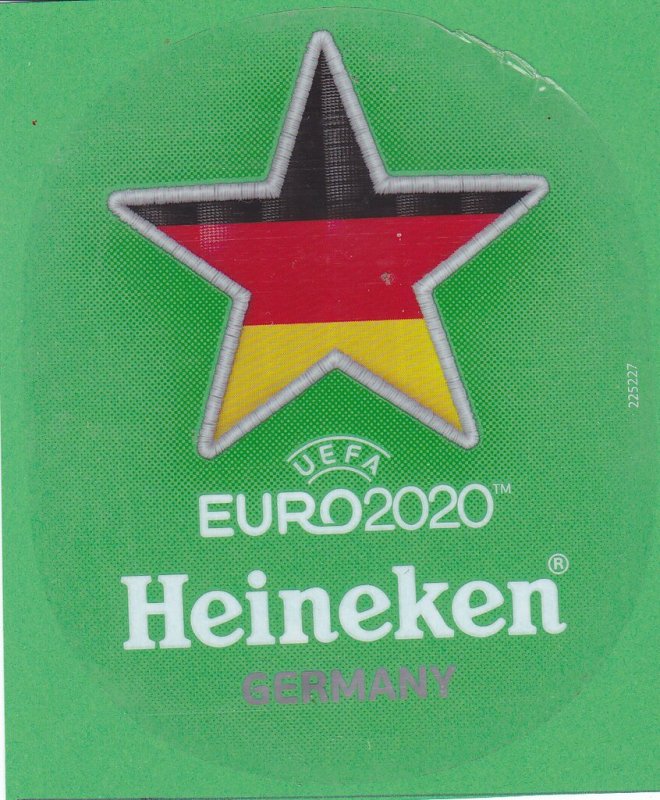 UEFA
EURO2020™
Heineken®
GERMANY
225227